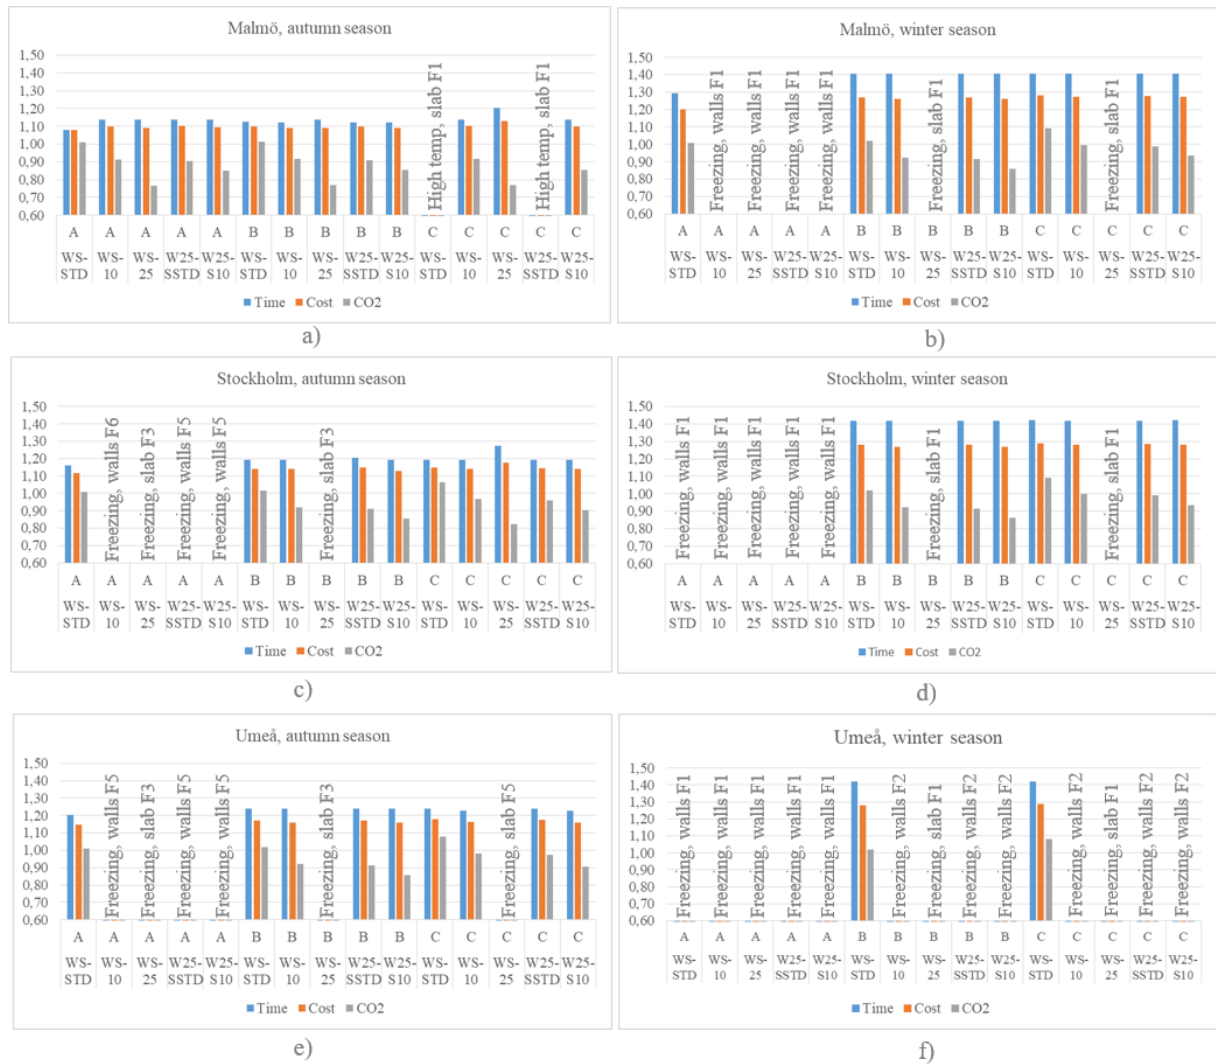 Malmö, autumn season
1,50
1,40
1,30
1,20
1,10
1,00
0,90
0,80
0,70
0,60
High temp, slab F1
High temp, slab F1
A A A A A B B B B B C C C C C
WS-STD WS-10 WS-25 W25-SSTD W25-S10 WS-STD WS-10 WS-25 W25-SSTD W25-S10 WS-STD WS-10 WS-25 W25-SSTD W25-S10
Time Cost CO2
a)
Malmö, winter season
1,50
1,40
1,30
1,20
1,10
1,00
0,90
0,80
0,70
0,60
Freezing, walls F1
Freezing, walls F1
Freezing, walls F1
Freezing, walls F1
Freezing, slab F1
Freezing, slab F1
A A A A A B B B B B C C C C C
WS-STD WS-10 WS-25 W25-SSTD W25-S10 WS-STD WS-10 WS-25 W25-SSTD W25-S10 WS-STD WS-10 WS-25 W25-SSTD W25-S10
Time Cost CO2
b)
Stockholm, autumn season
1,50
1,40
1,30
1,20
1,10
1,00
0,90
0,80
0,70
0,60
Freezing, walls F6
Freezing, slab F3
Freezing, walls F5
Freezing, walls F5
Freezing, slab F3
A A A A A B B B B B C C C C C
WS-STD WS-10 WS-25 W25-SSTD W25-S10 WS-STD WS-10 WS-25 W25-SSTD W25-S10 WS-STD WS-10 WS-25 W25-SSTD W25-S10
Time Cost CO2
c)
Stockholm, winter season
1,50
1,40
1,30
1,20
1,10
1,00
0,90
0,80
0,70
0,60
Freezing, walls F1
Freezing, walls F1
Freezing, walls F1
Freezing, walls F1
Freezing, walls F1
Freezing, slab F1
Freezing, slab F1
A A A A A B B B B B C C C C C
WS-STD WS-10 WS-25 W25-SSTD W25-S10 WS-STD WS-10 WS-25 W25-SSTD W25-S10 WS-STD WS-10 WS-25 W25-SSTD W25-S10
Time Cost CO2
d)
Umeå, autumn season
1,50
1,40
1,30
1,20
1,10
1,00
0,90
0,80
0,70
0,60
Freezing, walls F5
Freezing, slab F3
Freezing, walls F5
Freezing, walls F5
Freezing, slab F3
Freezing, slab F5
A A A A A B B B B B C C C C C
WS-STD WS-10 WS-25 W25-SSTD W25-S10 WS-STD WS-10 WS-25 W25-SSTD W25-S10 WS-STD WS-10 WS-25 W25-SSTD W25-S10
Time Cost CO2
e)
Umeå, winter season
1,50
1,40
1,30
1,20
1,10
1,00
0,90
0,80
0,70
0,60
Freezing, walls F1
Freezing, walls F1
Freezing, walls F1
Freezing, walls F1
Freezing, walls F1
Freezing, walls F2
Freezing, slab F1
Freezing, walls F2
Freezing, walls F2
Freezing, walls F2
Freezing, slab F1
Freezing, walls F2
Freezing, walls F2
A A A A A B B B B B C C C C C
WS-STD WS-10 WS-25 W25-SSTD W25-S10 WS-STD WS-10 WS-25 W25-SSTD W25-S10 WS-STD WS-10 WS-25 W25-SSTD W25-S10
Time Cost CO2
f)